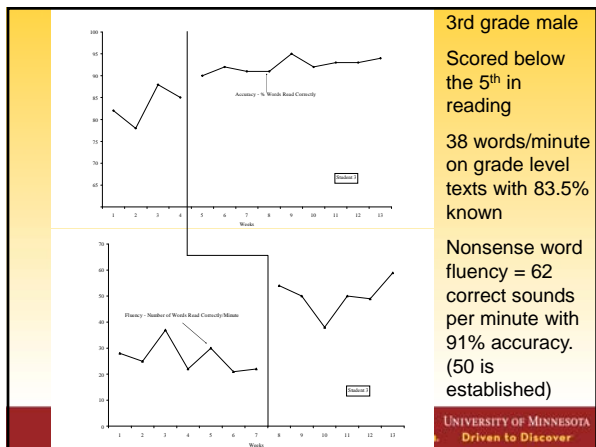 100
95
90
85
80
75
70
65
Accuracy - % Words Read Correctly
Student 3
1 2 3 4 5 6 7 8 9 10 11 12 13
Weeks
70
60
50
40
30
20
10
0
Fluency - Number of Words Read Correctly/Minute
Student 3
1 2 3 4 5 6 7 8 9 10 11 12 13
Weeks
3rd grade male
Scored below
the 5th in
reading
38 words/minute
on grade level
texts with 83.5%
known
Nonsense word
fluency = 62
correct sounds
per minute with
91% accuracy.
(50 is
established)
UNIVERSITY OF MINNESOTA
Driven to Discover